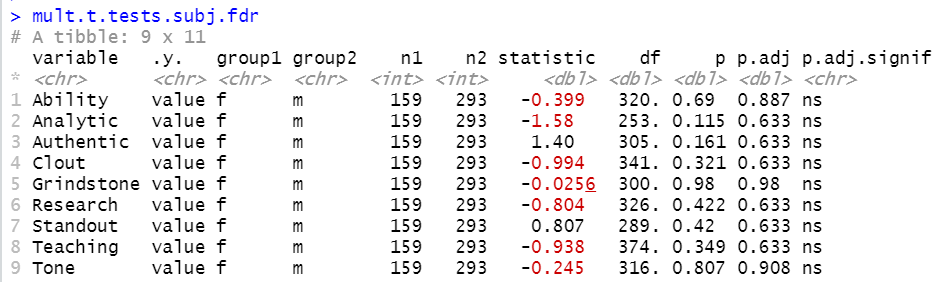 > mult.t.tests.subj.fdr
# A tibble: 9 x 11
variable .y. group1 group2 n1 n2 statistic df p p.adj p.adj.signif
* <chr> <chr> <chr> <chr> <int> <int> <dbl> <dbl> <dbl> <dbl> <chr>
1 Ability value f m 159 293 -0.399 320. 0.69 0.887 ns
2 Analytic value f m 159 293 -1.58 253. 0.115 0.633 ns
3 Authentic value f m 159 293 1.40 305. 0.161 0.633 ns
4 Clout value f m 159 293 -0.994 341. 0.321 0.633 ns
5 Grindstone value f m 159 293 -0.0256 300. 0.98 0.98 ns
6 Research value f m 159 293 -0.804 326. 0.422 0.633 ns
7 Standout value f m 159 293 0.807 289. 0.42 0.633 ns
8 Teaching value f m 159 293 -0.938 374. 0.349 0.633 ns
9 Tone value f m 159 293 -0.245 316. 0.807 0.908 ns